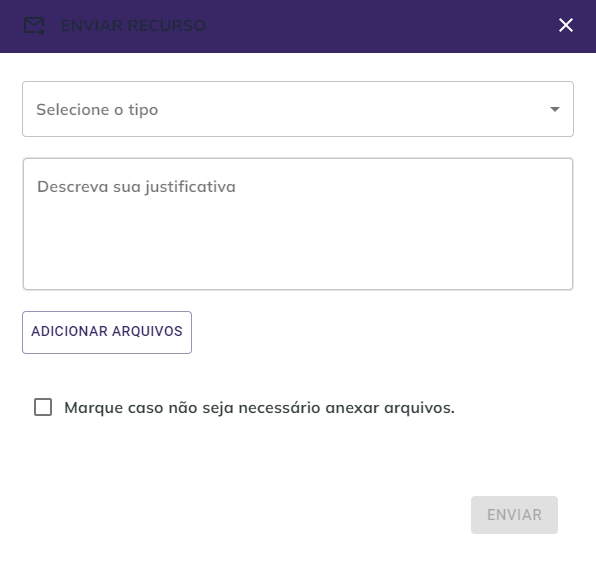 ENVIAR RECURSO
Selecione o tipo
Descreva sua justificativa
ADICIONAR ARQUIVOS
Marque caso não seja necessário anexar arquivos.
ENVIAR